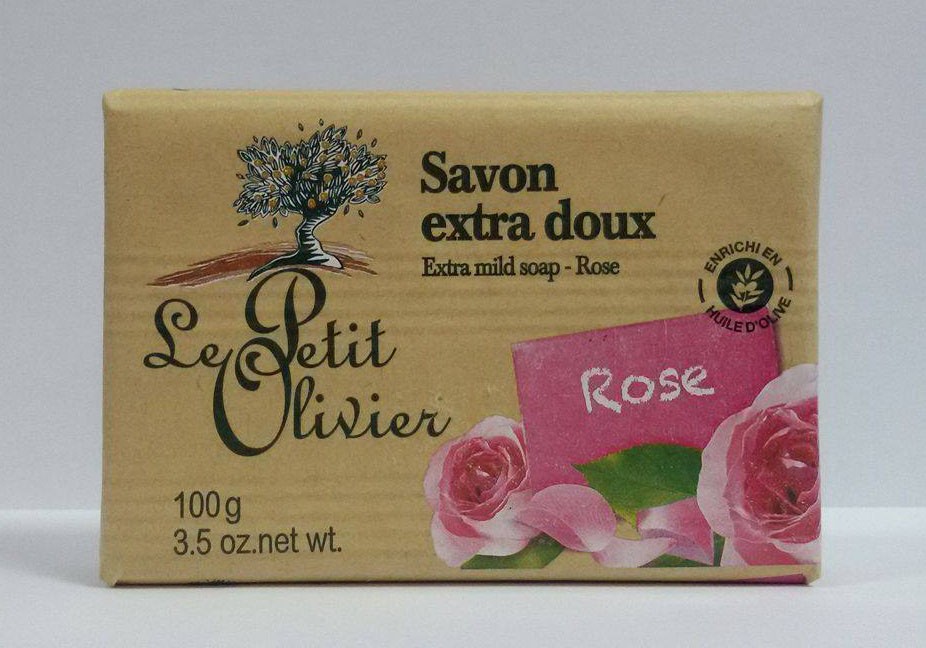 Savon
extra doux
Extra mild soap - Rose
ENRICHI EN
HUILE D'OLIVE
Le Petit
Olivier
Rose
100 g
3.5 oz.net wt.